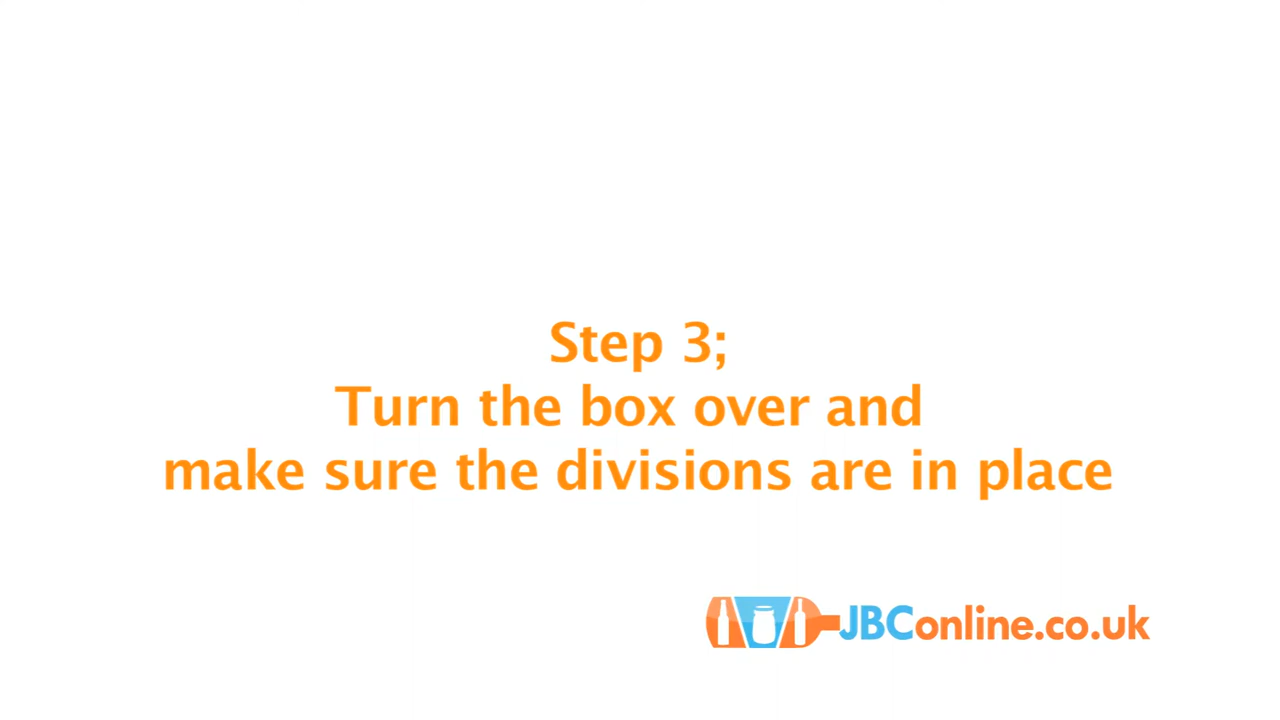 Step 3;
Turn the box over and
make sure the divisions are in place
JBConline.co.uk